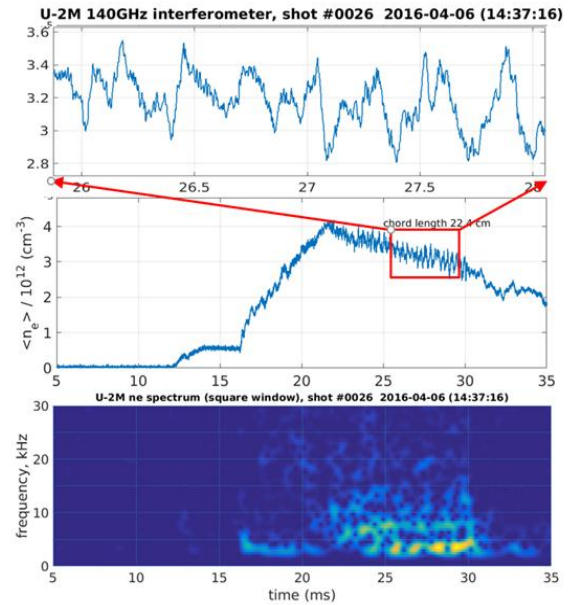 U-2M 140GHz interferometer, shot #0026 2016-04-06 (14:37:16)
3.6
3.4
3.2
3
2.8
26 26.5 27 27.5 28
chord length 22.4 cm
<n_e> / 10^12 (cm^-3)
4
3
2
1
0
5 10 15 20 25 30 35
U-2M ne spectrum (square window), shot #0026 2016-04-06 (14:37:16)
frequency, kHz
30
20
10
0
5 10 15 20 25 30 35
time (ms)